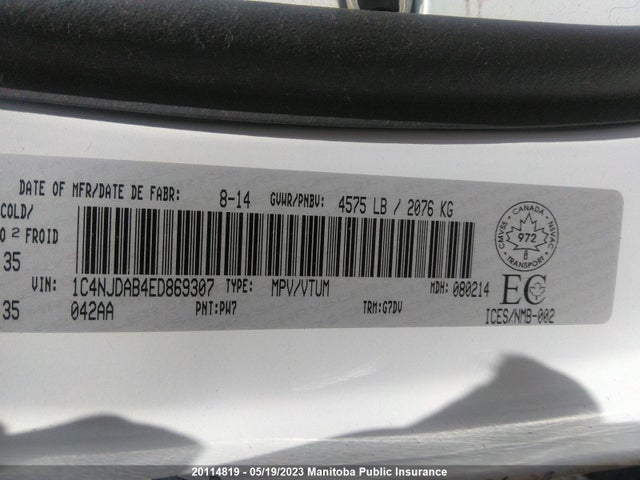 DATE OF MFR/DATE DE FABR: 8-14 GVWR/PNBV: 4575 LB / 2076 KG
COLD/
O 2 FROID
35
VIN: 1C4NJDAB4ED869307 TYPE: MPV/VTUM MDH: 080214
35 042AA PNT:PW7 TRM:G7DV
CANADA
CMVSS NSVAC
972
8
TRANSPORT
EC
ICES/NMB-002
20114819 - 05/19/2023 Manitoba Public Insurance